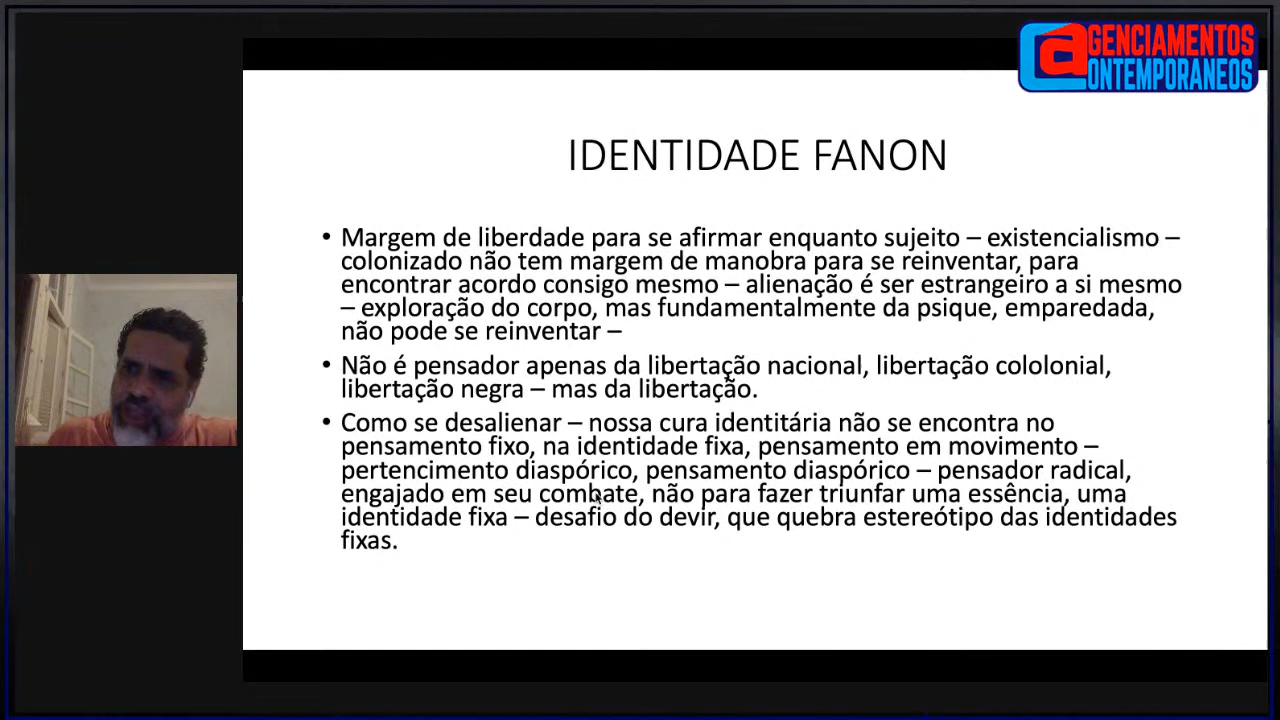 AGENCIAMENTOS
CONTEMPORANEOS
IDENTIDADE FANON
• Margem de liberdade para se afirmar enquanto sujeito – existencialismo –
colonizado não tem margem de manobra para se reinventar, para
encontrar acordo consigo mesmo – alienação é ser estrangeiro a si mesmo
– exploração do corpo, mas fundamentalmente da psique, emparedada,
não pode se reinventar –
• Não é pensador apenas da libertação nacional, libertação cololonial,
libertação negra – mas da libertação.
• Como se desalienar – nossa cura identitária não se encontra no
pensamento fixo, na identidade fixa, pensamento em movimento –
pertencimento diaspórico, pensamento diaspórico – pensador radical,
engajado em seu combate, não para fazer triunfar uma essência, uma
identidade fixa – desafio do devir, que quebra estereótipo das identidades
fixas.